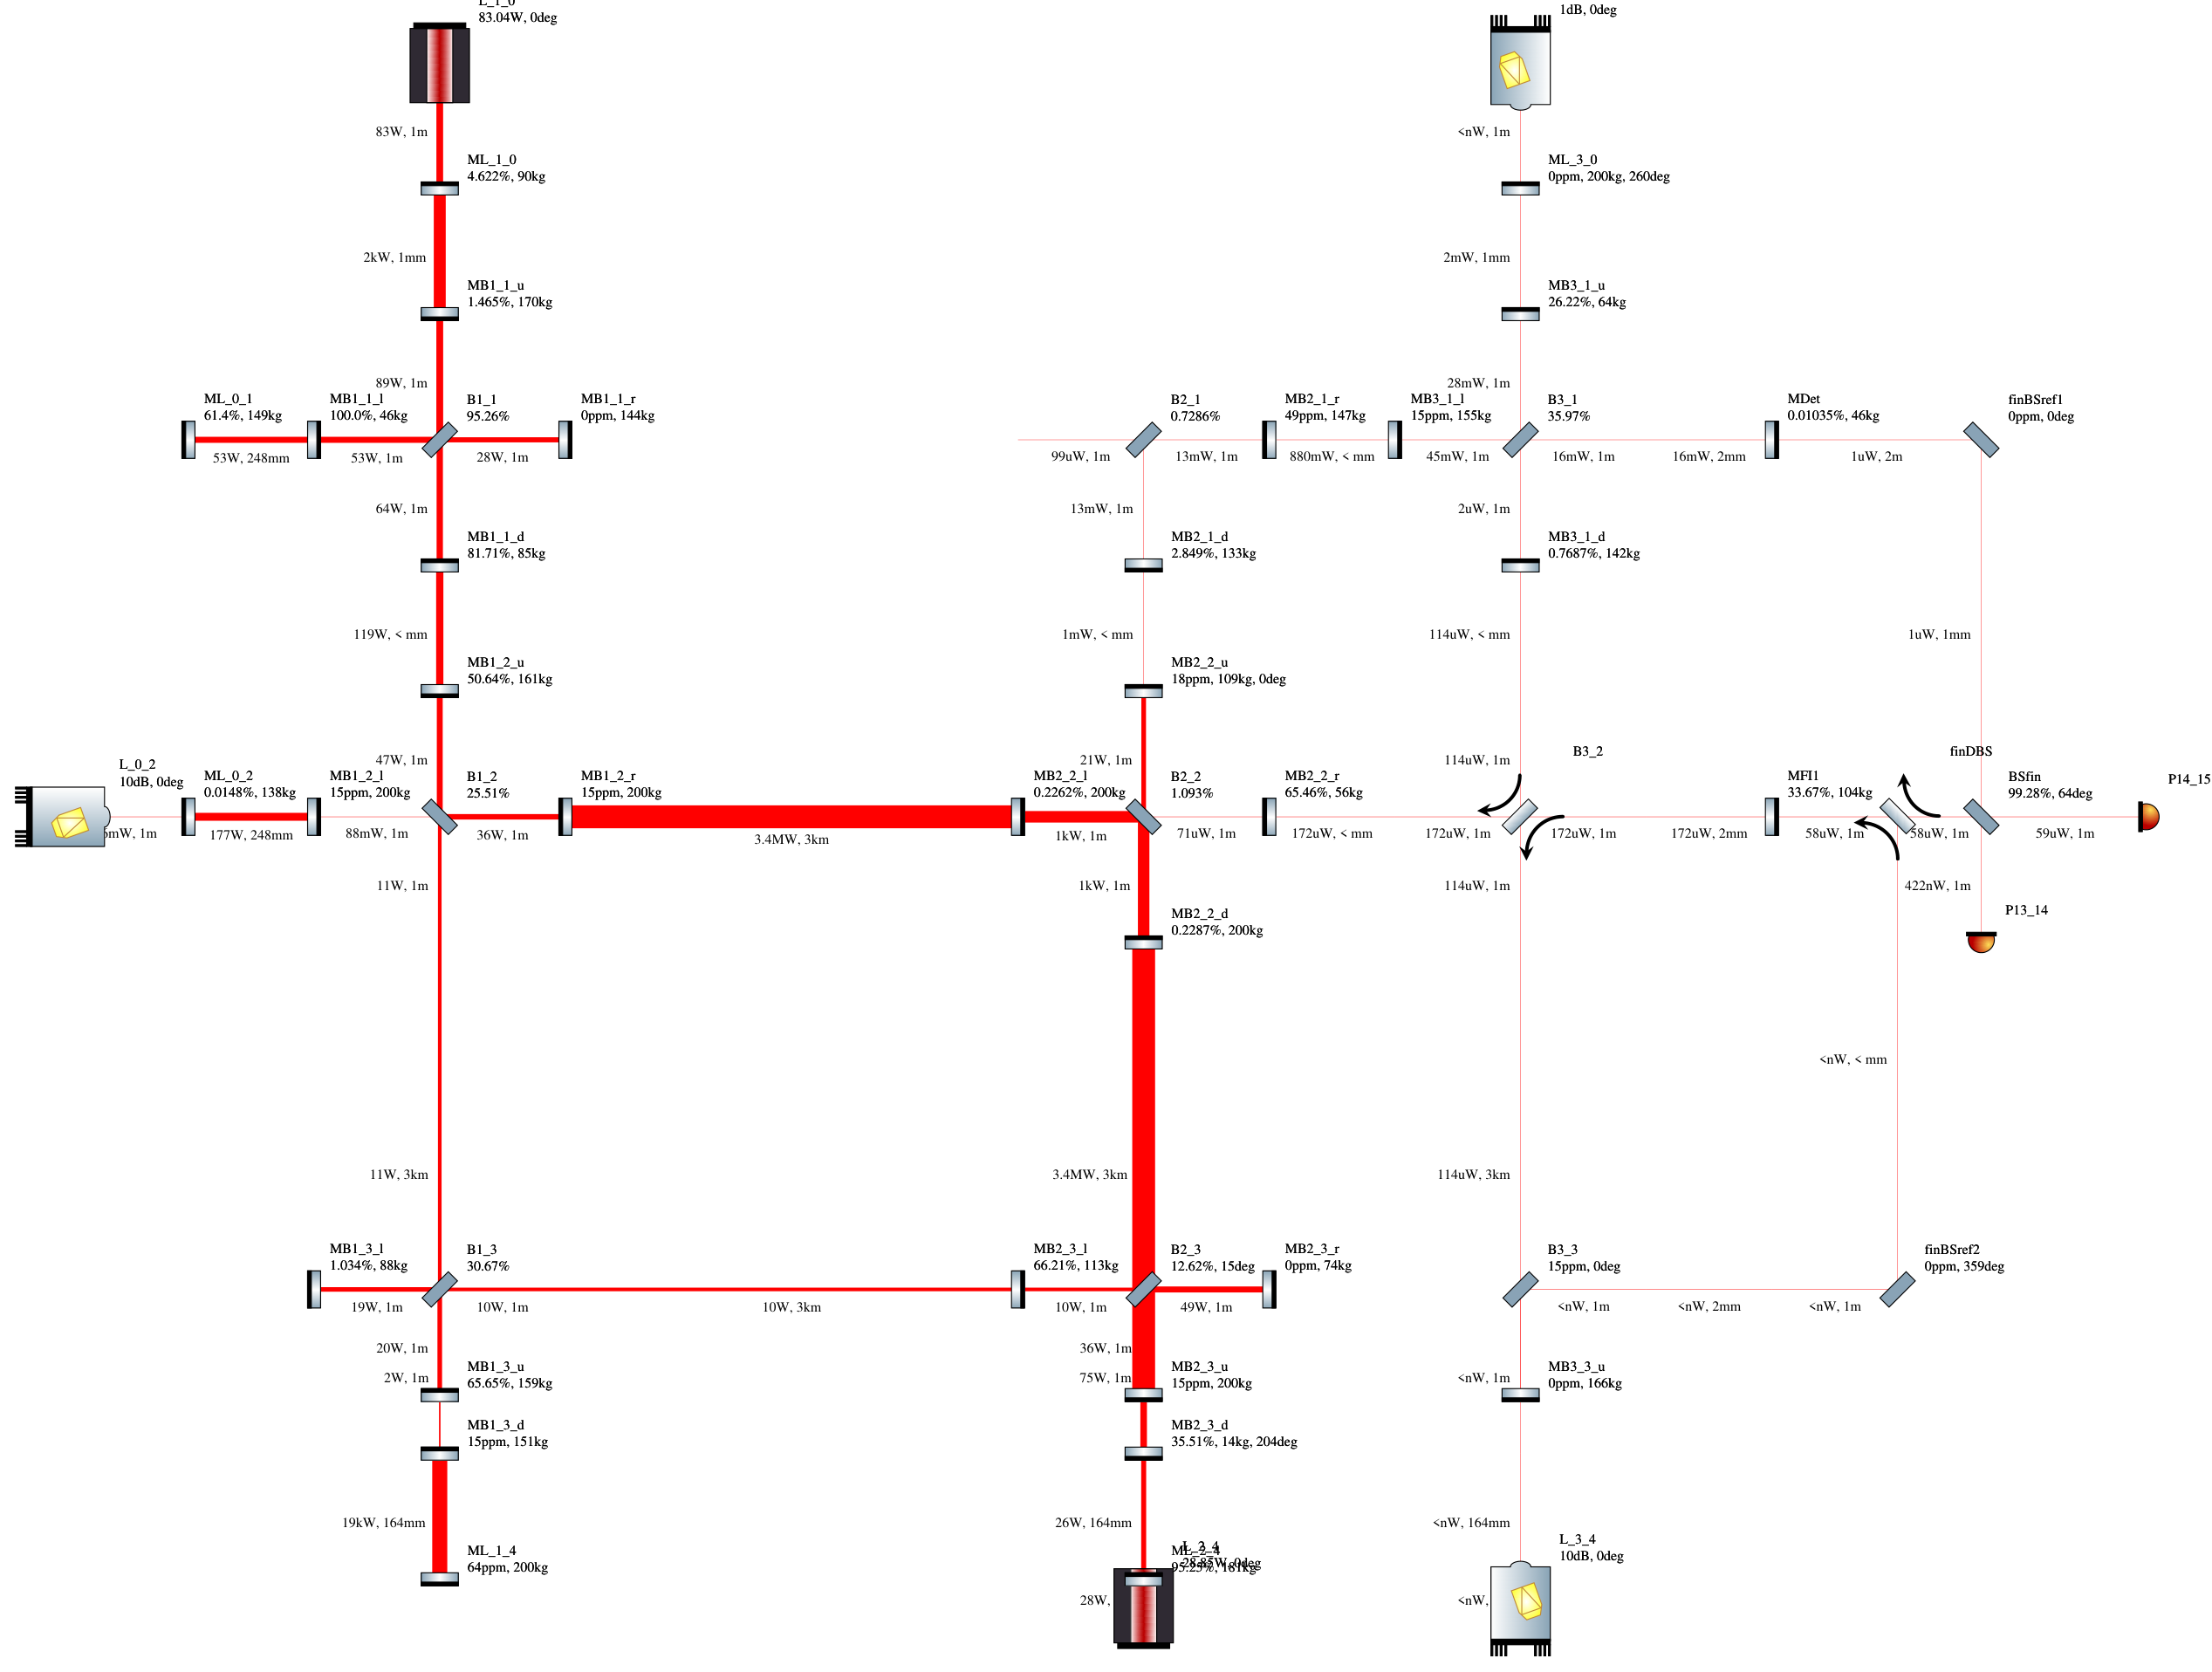 L_1_0
83.04W, 0deg
1dB, 0deg
83W, 1m
<nW, 1m
ML_1_0
4.622%, 90kg
ML_3_0
0ppm, 200kg, 260deg
2kW, 1mm
2mW, 1mm
MB1_1_u
1.465%, 170kg
MB3_1_u
26.22%, 64kg
89W, 1m
28mW, 1m
ML_0_1
61.4%, 149kg
MB1_1_l
100.0%, 46kg
B1_1
95.26%
MB1_1_r
0ppm, 144kg
B2_1
0.7286%
MB2_1_r
49ppm, 147kg
MB3_1_l
15ppm, 155kg
B3_1
35.97%
MDet
0.01035%, 46kg
finBSref1
0ppm, 0deg
53W, 248mm
53W, 1m
28W, 1m
99uW, 1m
13mW, 1m
880mW, < mm
45mW, 1m
16mW, 1m
16mW, 2mm
1uW, 2m
64W, 1m
13mW, 1m
2uW, 1m
MB1_1_d
81.71%, 85kg
MB2_1_d
2.849%, 133kg
MB3_1_d
0.7687%, 142kg
119W, < mm
1mW, < mm
114uW, < mm
1uW, 1mm
MB1_2_u
50.64%, 161kg
MB2_2_u
18ppm, 109kg, 0deg
47W, 1m
21W, 1m
114uW, 1m
B3_2
finDBS
L_0_2
10dB, 0deg
ML_0_2
0.0148%, 138kg
MB1_2_l
15ppm, 200kg
B1_2
25.51%
MB1_2_r
15ppm, 200kg
MB2_2_l
0.2262%, 200kg
B2_2
1.093%
MB2_2_r
65.46%, 56kg
MFI1
33.67%, 104kg
BSfin
99.28%, 64deg
P14_15
mW, 1m
177W, 248mm
88mW, 1m
36W, 1m
3.4MW, 3km
1kW, 1m
71uW, 1m
172uW, < mm
172uW, 1m
172uW, 1m
172uW, 2mm
58uW, 1m
58uW, 1m
59uW, 1m
11W, 1m
1kW, 1m
114uW, 1m
422nW, 1m
P13_14
MB2_2_d
0.2287%, 200kg
<nW, < mm
11W, 3km
3.4MW, 3km
114uW, 3km
MB1_3_l
1.034%, 88kg
B1_3
30.67%
MB2_3_l
66.21%, 113kg
B2_3
12.62%, 15deg
MB2_3_r
0ppm, 74kg
B3_3
15ppm, 0deg
finBSref2
0ppm, 359deg
19W, 1m
10W, 1m
10W, 3km
10W, 1m
49W, 1m
<nW, 1m
<nW, 2mm
<nW, 1m
20W, 1m
36W, 1m
2W, 1m
75W, 1m
<nW, 1m
MB1_3_u
65.65%, 159kg
MB2_3_u
15ppm, 200kg
MB3_3_u
0ppm, 166kg
MB1_3_d
15ppm, 151kg
MB2_3_d
35.51%, 14kg, 204deg
19kW, 164mm
26W, 164mm
<nW, 164mm
ML_1_4
64ppm, 200kg
L_2_4
28.85W, 0deg
ML_2_4
95.25%, 181kg
L_3_4
10dB, 0deg
28W,
<nW,